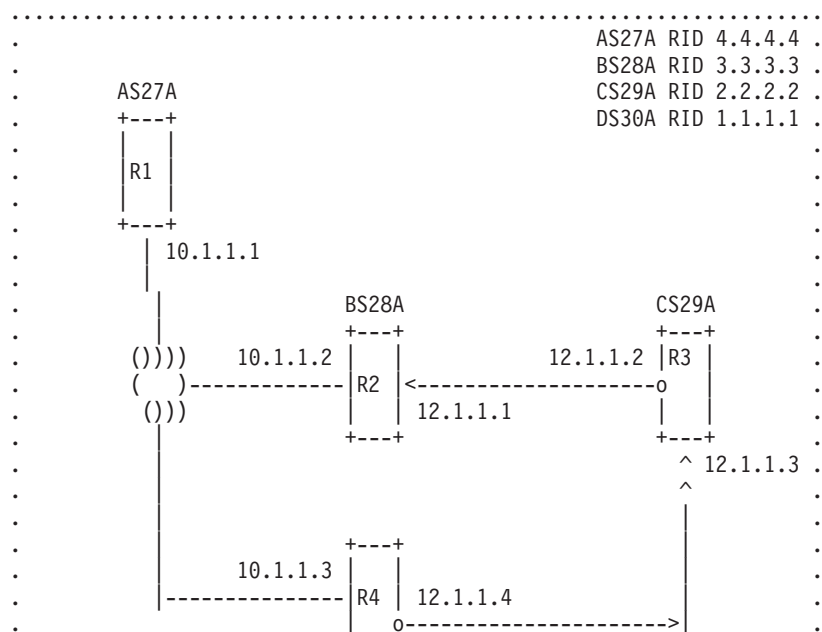 AS27A RID 4.4.4.4
BS28A RID 3.3.3.3
AS27A CS29A RID 2.2.2.2
DS30A RID 1.1.1.1
R1
10.1.1.1
BS28A CS29A
()))) 10.1.1.2 12.1.1.2 R3
( ) R2 o
())) 12.1.1.1
12.1.1.3
10.1.1.3
R4 12.1.1.4
o